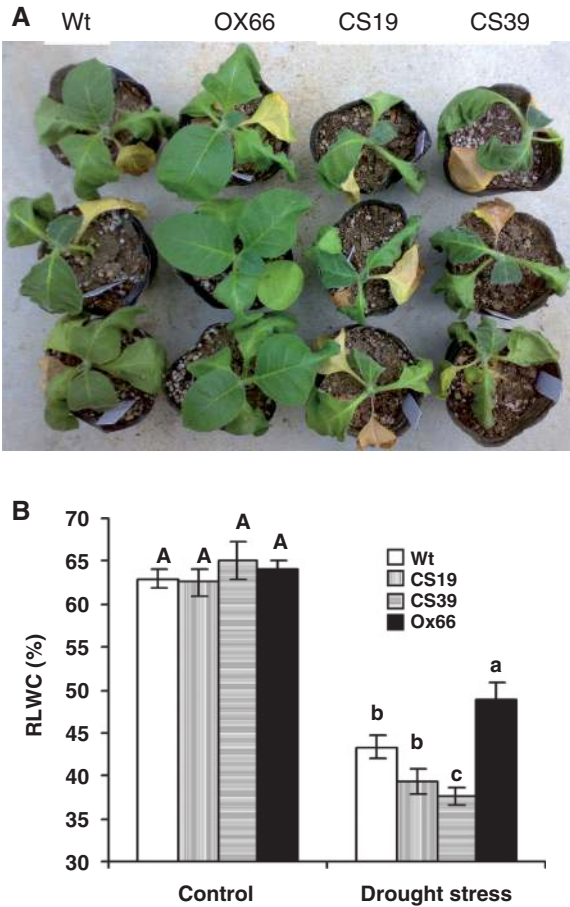 A Wt OX66 CS19 CS39
B
70
65
60
55
50
45
40
35
30
RLWC (%)
A A A A
b b c a
Wt
CS19
CS39
Ox66
Control Drought stress